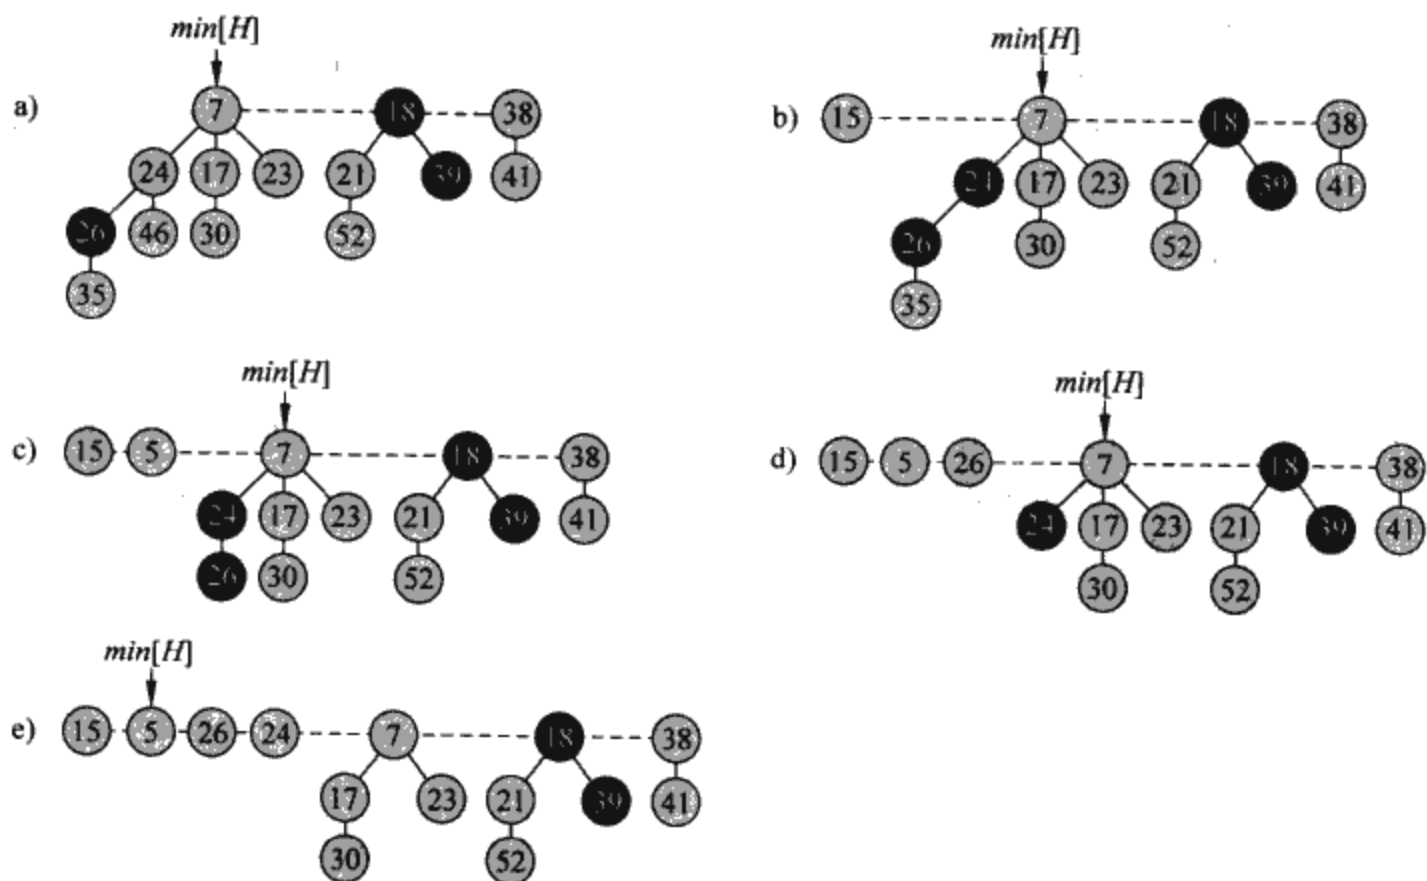 min[H]
a) 7 18 38
24 17 23 21 39 41
26 46 30 52
35
min[H]
b) 15 7 18 38
24 17 23 21 39 41
26 30 52
35
min[H]
c) 15 5 7 18 38
24 17 23 21 39 41
26 30 52
min[H]
d) 15 5 26 7 18 38
24 17 23 21 39 41
30 52
min[H]
e) 15 5 26 24 7 18 38
17 23 21 39 41
30 52